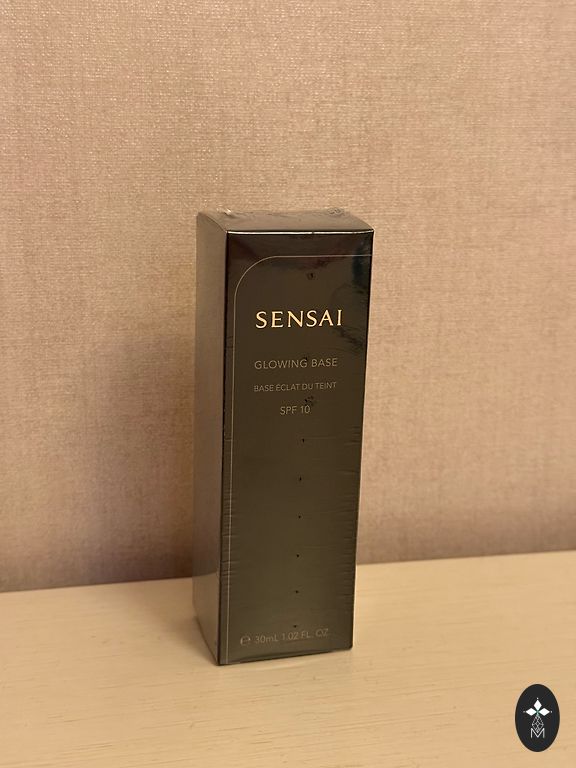 SENSAI
GLOWING BASE
BASE ÉCLAT DU TEINT
SPF 10
℮ 30mL 1.02 FL. OZ.
M